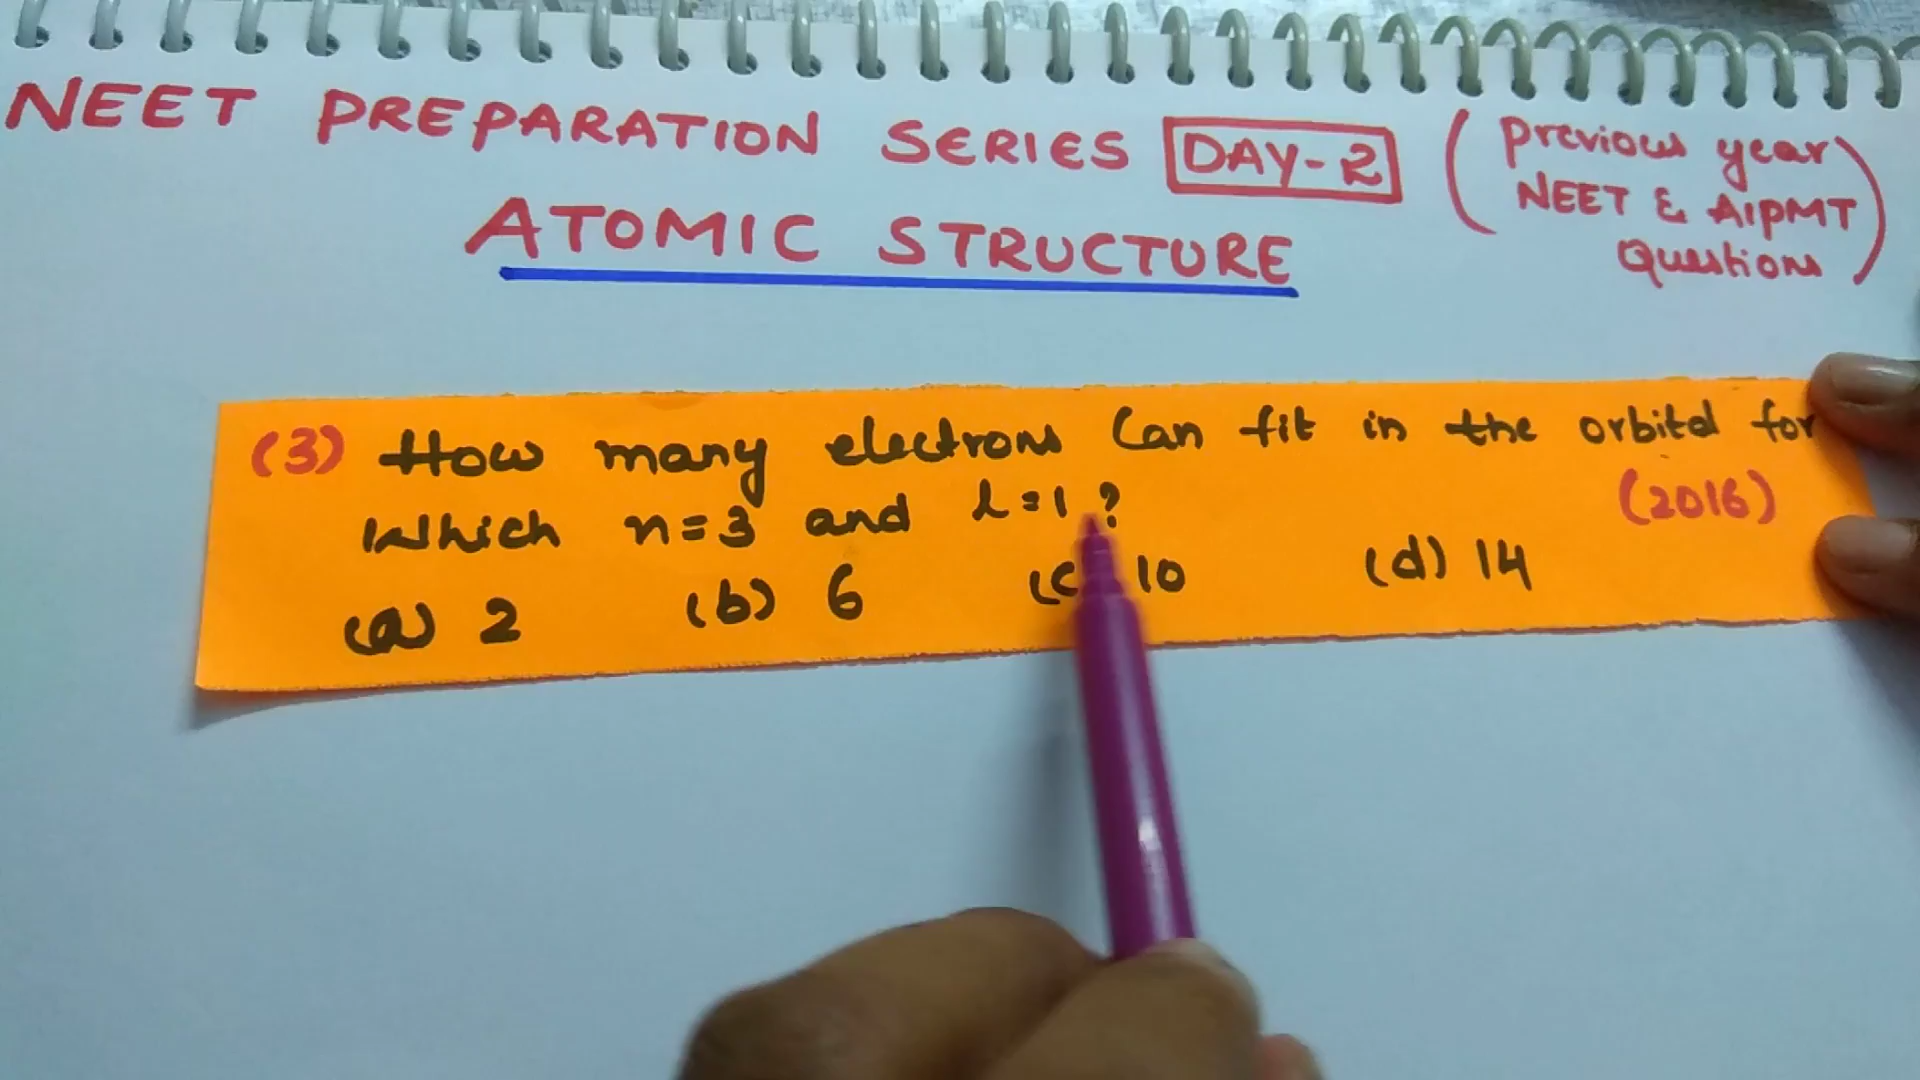 NEET PREPARATION SERIES DAY-2 (Previous year
NEET & AIPMT
Questions)
ATOMIC STRUCTURE
(3) How many electrons Can fit in the orbital for
Which n=3 and l=1?
(2016)
(a) 2 (b) 6 (c) 10 (d) 14